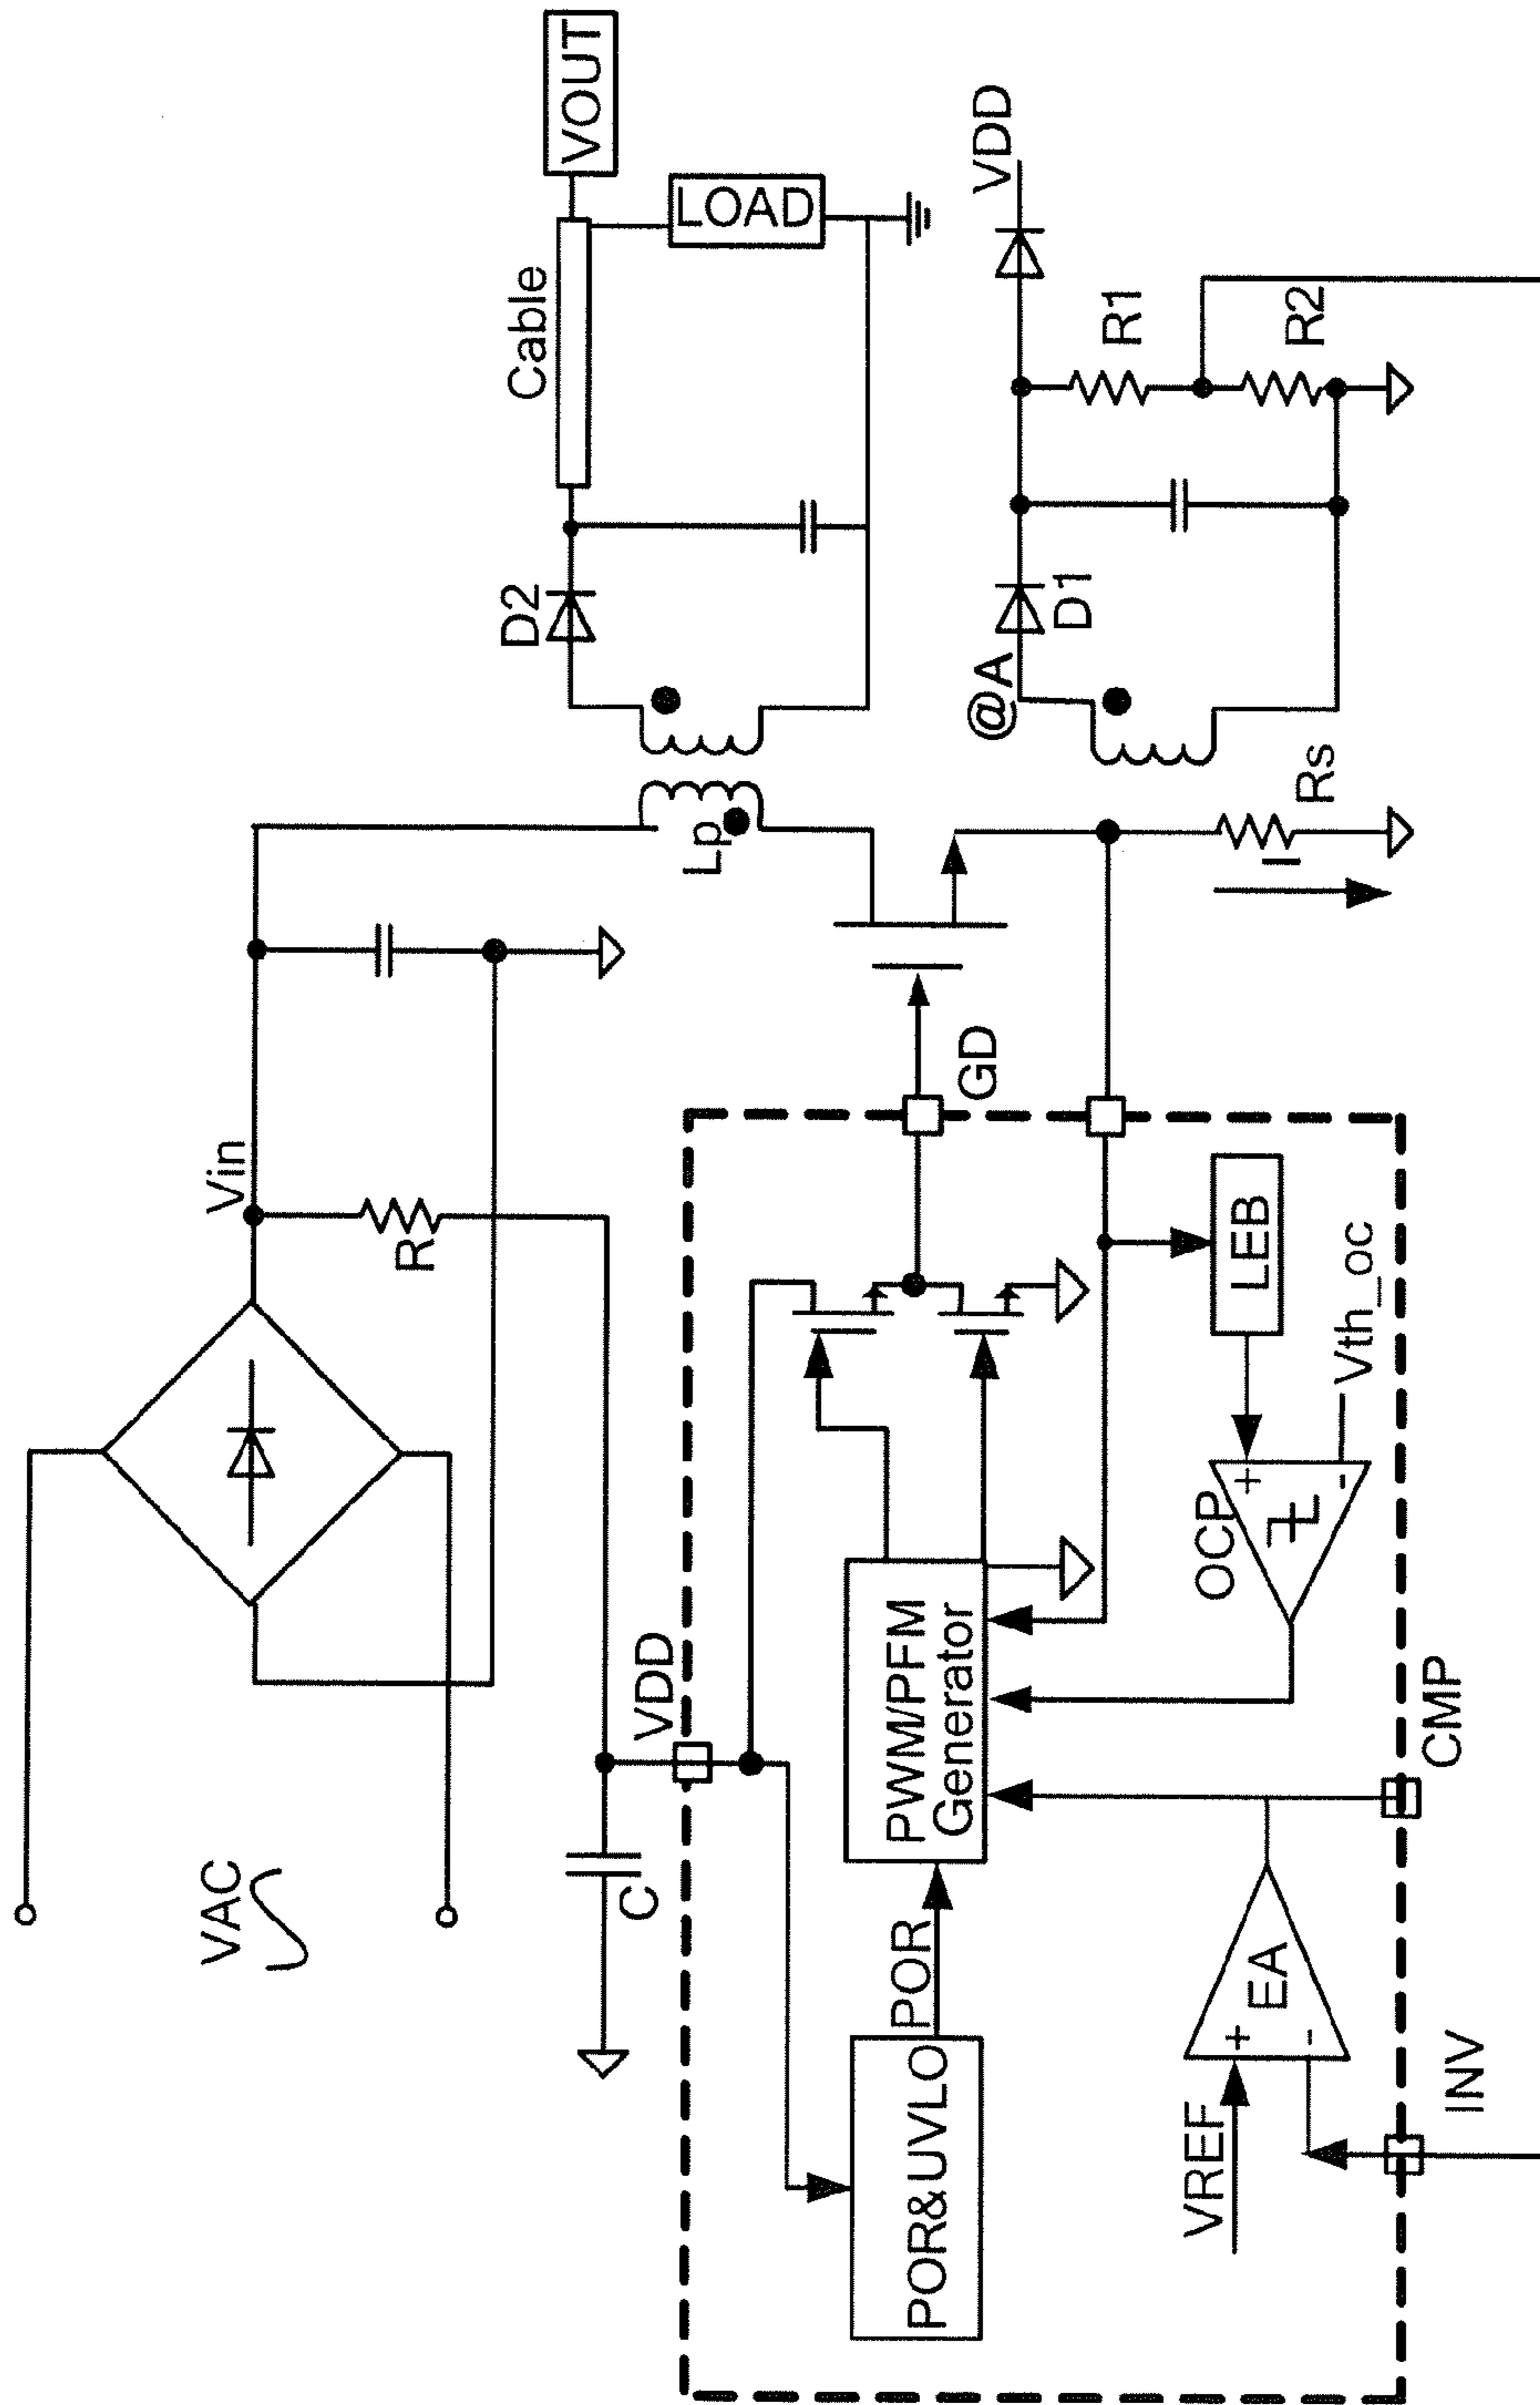 VAC
Vin
R
C
VDD
Lp
D2
Cable
VOUT
LOAD
@A
D1
VDD
R1
R2
Rs
I
GD
POR&UVLO
POR
PWM/PFM
Generator
LEB
Vth_oc
OCP
+
-
EA
+
-
VREF
INV
CMP